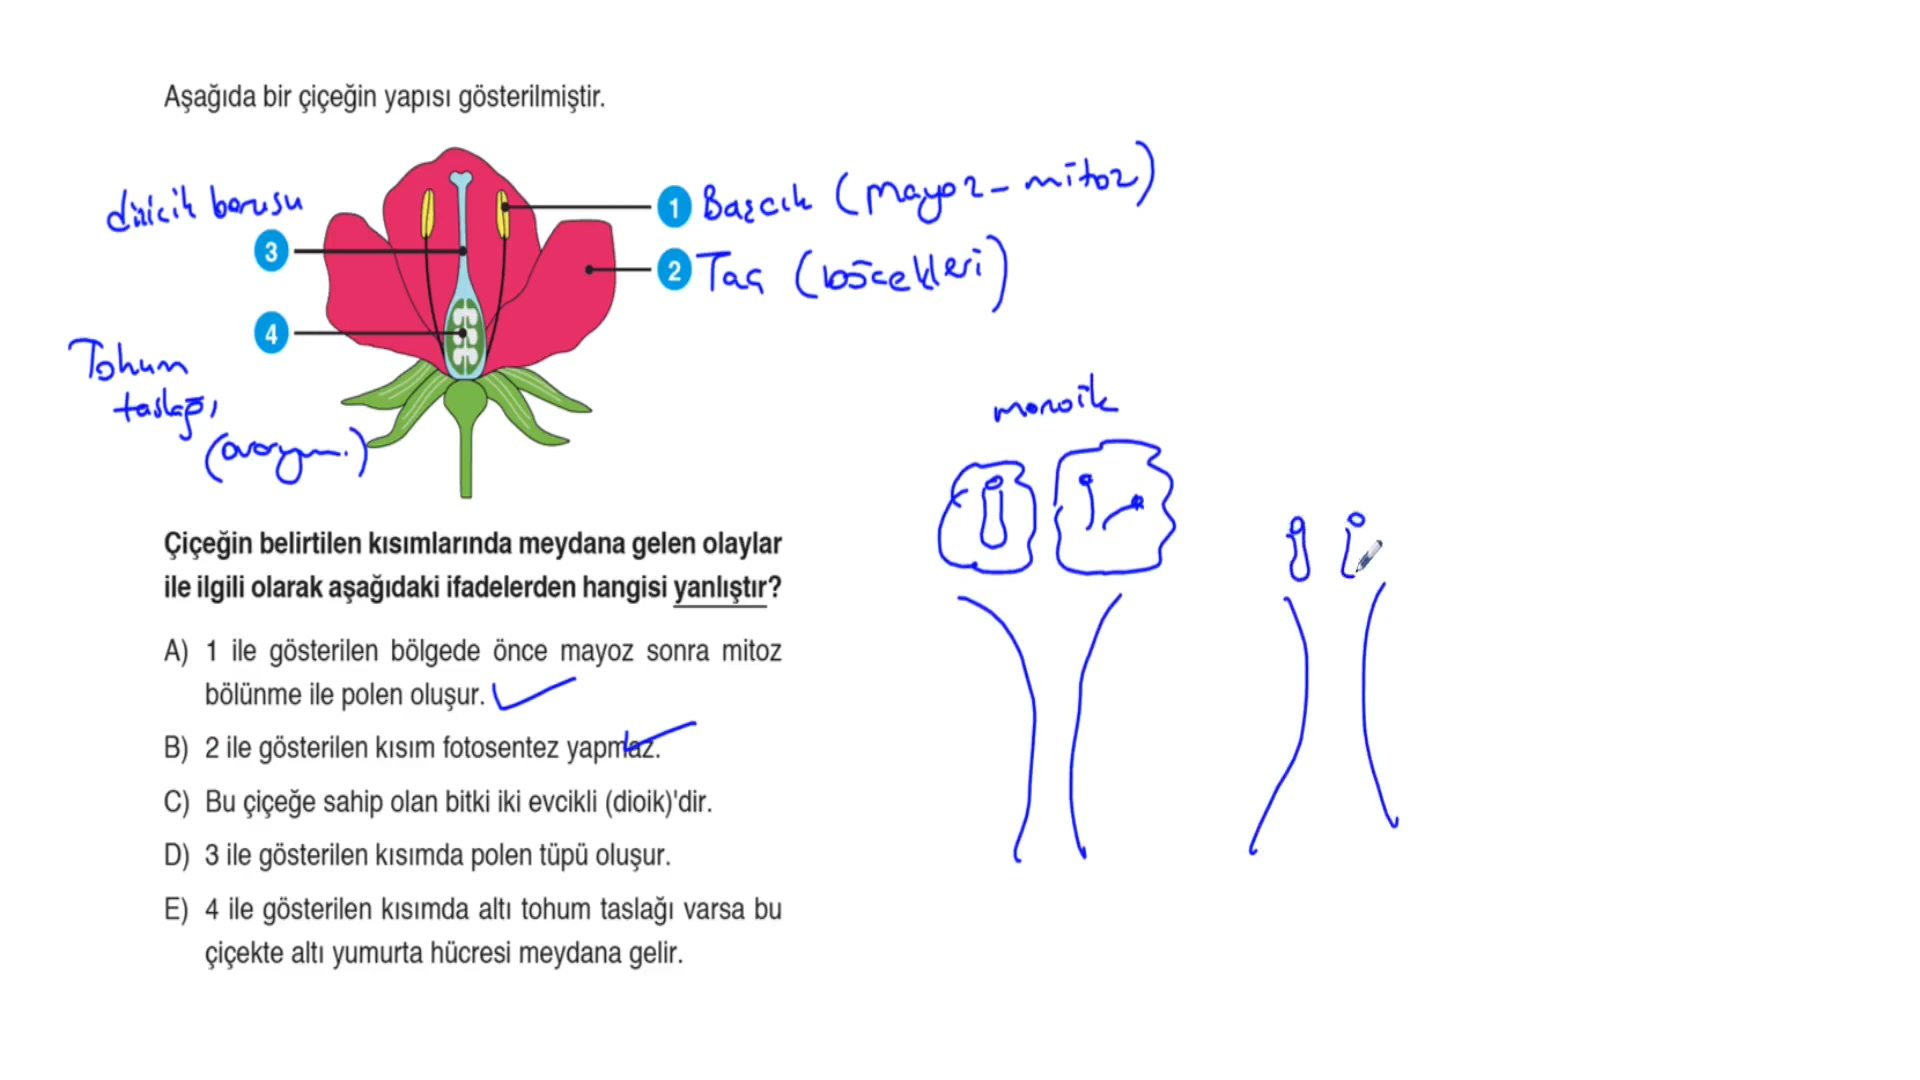 Aşağıda bir çiçeğin yapısı gösterilmiştir.
dişicik borusu
1 Başcık (mayoz - mitoz)
3
2 Taç (böcekleri)
4
Tohum
taslağı
monoik
Çiçeğin belirtilen kısımlarında meydana gelen olaylar
ile ilgili olarak aşağıdaki ifadelerden hangisi yanlıştır?
A) 1 ile gösterilen bölgede önce mayoz sonra mitoz
bölünme ile polen oluşur.
B) 2 ile gösterilen kısım fotosentez yapmaz.
C) Bu çiçeğe sahip olan bitki iki evcikli (dioik)'dir.
D) 3 ile gösterilen kısımda polen tüpü oluşur.
E) 4 ile gösterilen kısımda altı tohum taslağı varsa bu
çiçekte altı yumurta hücresi meydana gelir.